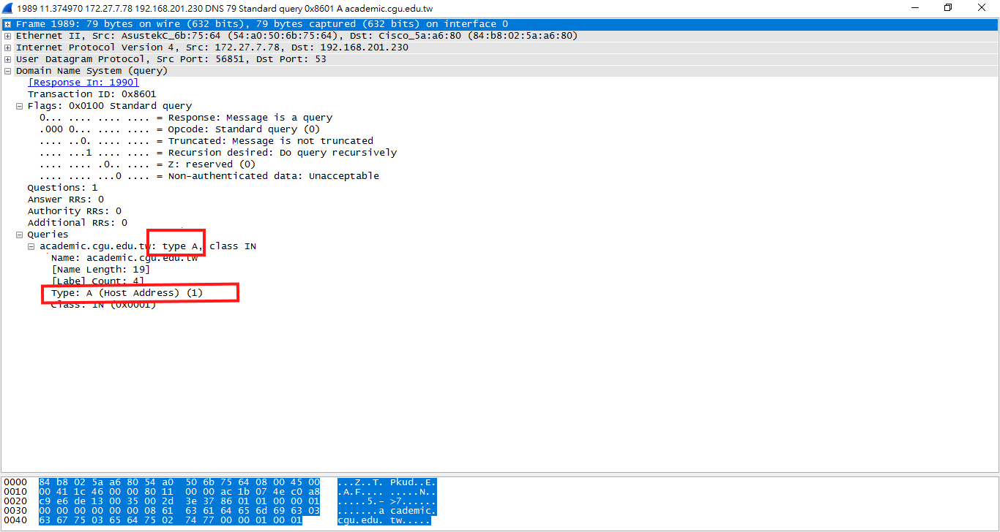 1989 11.374970 172.27.7.78 192.168.201.230 DNS 79 Standard query 0x8601 A academic.cgu.edu.tw
Frame 1989: 79 bytes on wire (632 bits), 79 bytes captured (632 bits) on interface 0
Ethernet II, Src: AsustekC_6b:75:64 (54:a0:50:6b:75:64), Dst: Cisco_5a:a6:80 (84:b8:02:5a:a6:80)
Internet Protocol Version 4, Src: 172.27.7.78, Dst: 192.168.201.230
User Datagram Protocol, Src Port: 56851, Dst Port: 53
Domain Name System (query)
[Response In: 1990]
Transaction ID: 0x8601
Flags: 0x0100 Standard query
0... .... .... .... = Response: Message is a query
.000 0... .... .... = Opcode: Standard query (0)
.... ..0. .... .... = Truncated: Message is not truncated
.... ...1 .... .... = Recursion desired: Do query recursively
.... .... .0.. .... = Z: reserved (0)
.... .... ...0 .... = Non-authenticated data: Unacceptable
Questions: 1
Answer RRs: 0
Authority RRs: 0
Additional RRs: 0
Queries
academic.cgu.edu.tw: type A, class IN
Name: academic.cgu.edu.tw
[Name Length: 19]
[Label Count: 4]
Type: A (Host Address) (1)
Class: IN (0x0001)
0000 84 b8 02 5a a6 80 54 a0 50 6b 75 64 08 00 45 00 ...Z..T. Pkud..E.
0010 00 41 1c 46 00 00 80 11 00 00 ac 1b 07 4e c0 a8 .A.F.... .....N..
0020 c9 e6 de 13 00 35 00 2d 3e 37 86 01 01 00 00 01 .....5.- >7......
0030 00 00 00 00 00 00 08 61 63 61 64 65 6d 69 63 03 .......a cademic.
0040 63 67 75 03 65 64 75 02 74 77 00 00 01 00 01 cgu.edu. tw.....